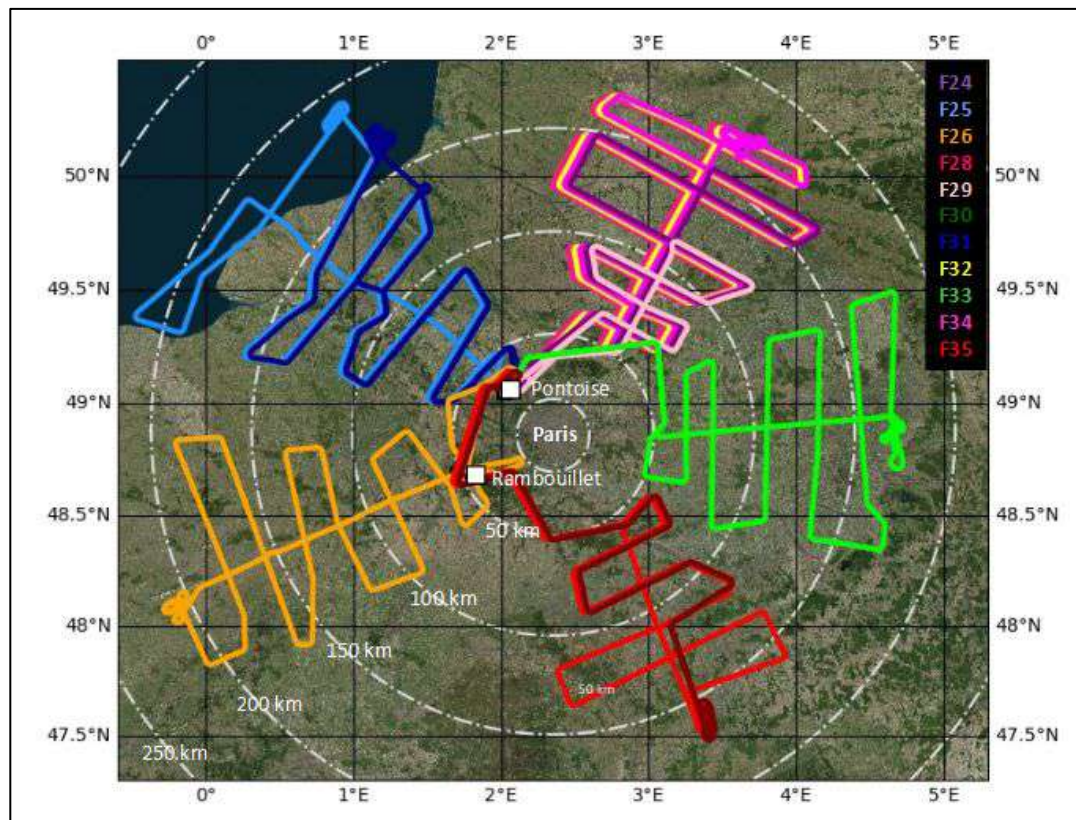 0° 1°E 2°E 3°E 4°E 5°E
F24
F25
F26
F28
F29
F30
F31
F32
F33
F34
F35
50°N 50°N
49.5°N 49.5°N
49°N 49°N
48.5°N 48.5°N
48°N 48°N
47.5°N 47.5°N
Pontoise
Paris
Rambouillet
50 km
100 km
150 km
50 km
200 km
250 km
0° 1°E 2°E 3°E 4°E 5°E